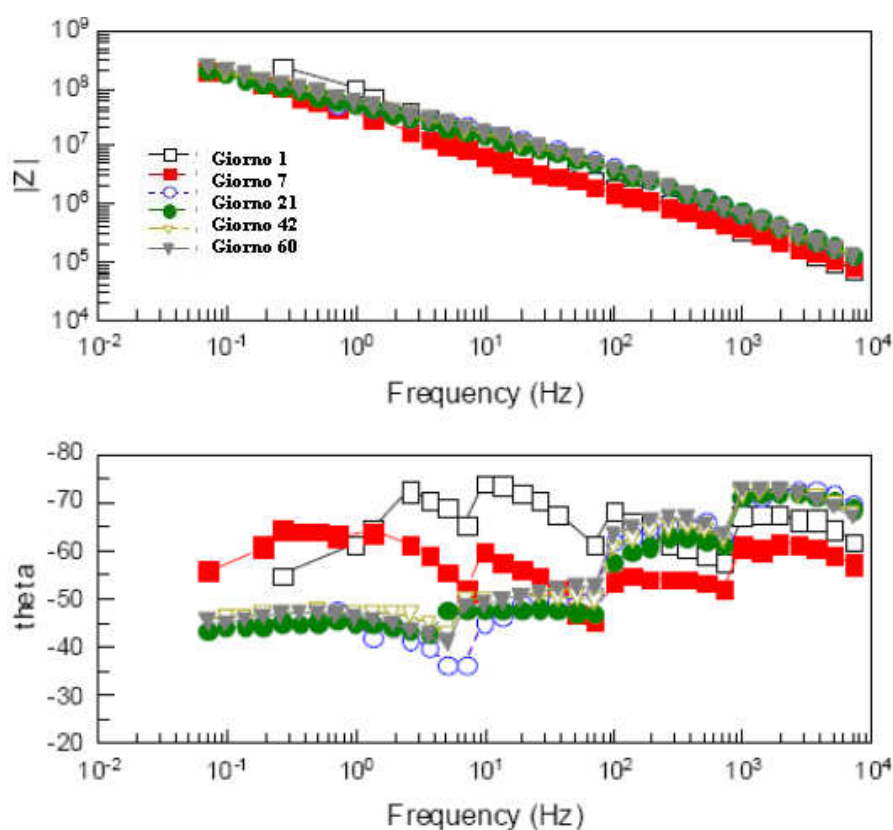 10^9
10^8
10^7
10^6
10^5
10^4
|Z|
Giorno 1
Giorno 7
Giorno 21
Giorno 42
Giorno 60
10^-2 10^-1 10^0 10^1 10^2 10^3 10^4
Frequency (Hz)
-80
-70
-60
-50
-40
-30
-20
theta
10^-2 10^-1 10^0 10^1 10^2 10^3 10^4
Frequency (Hz)